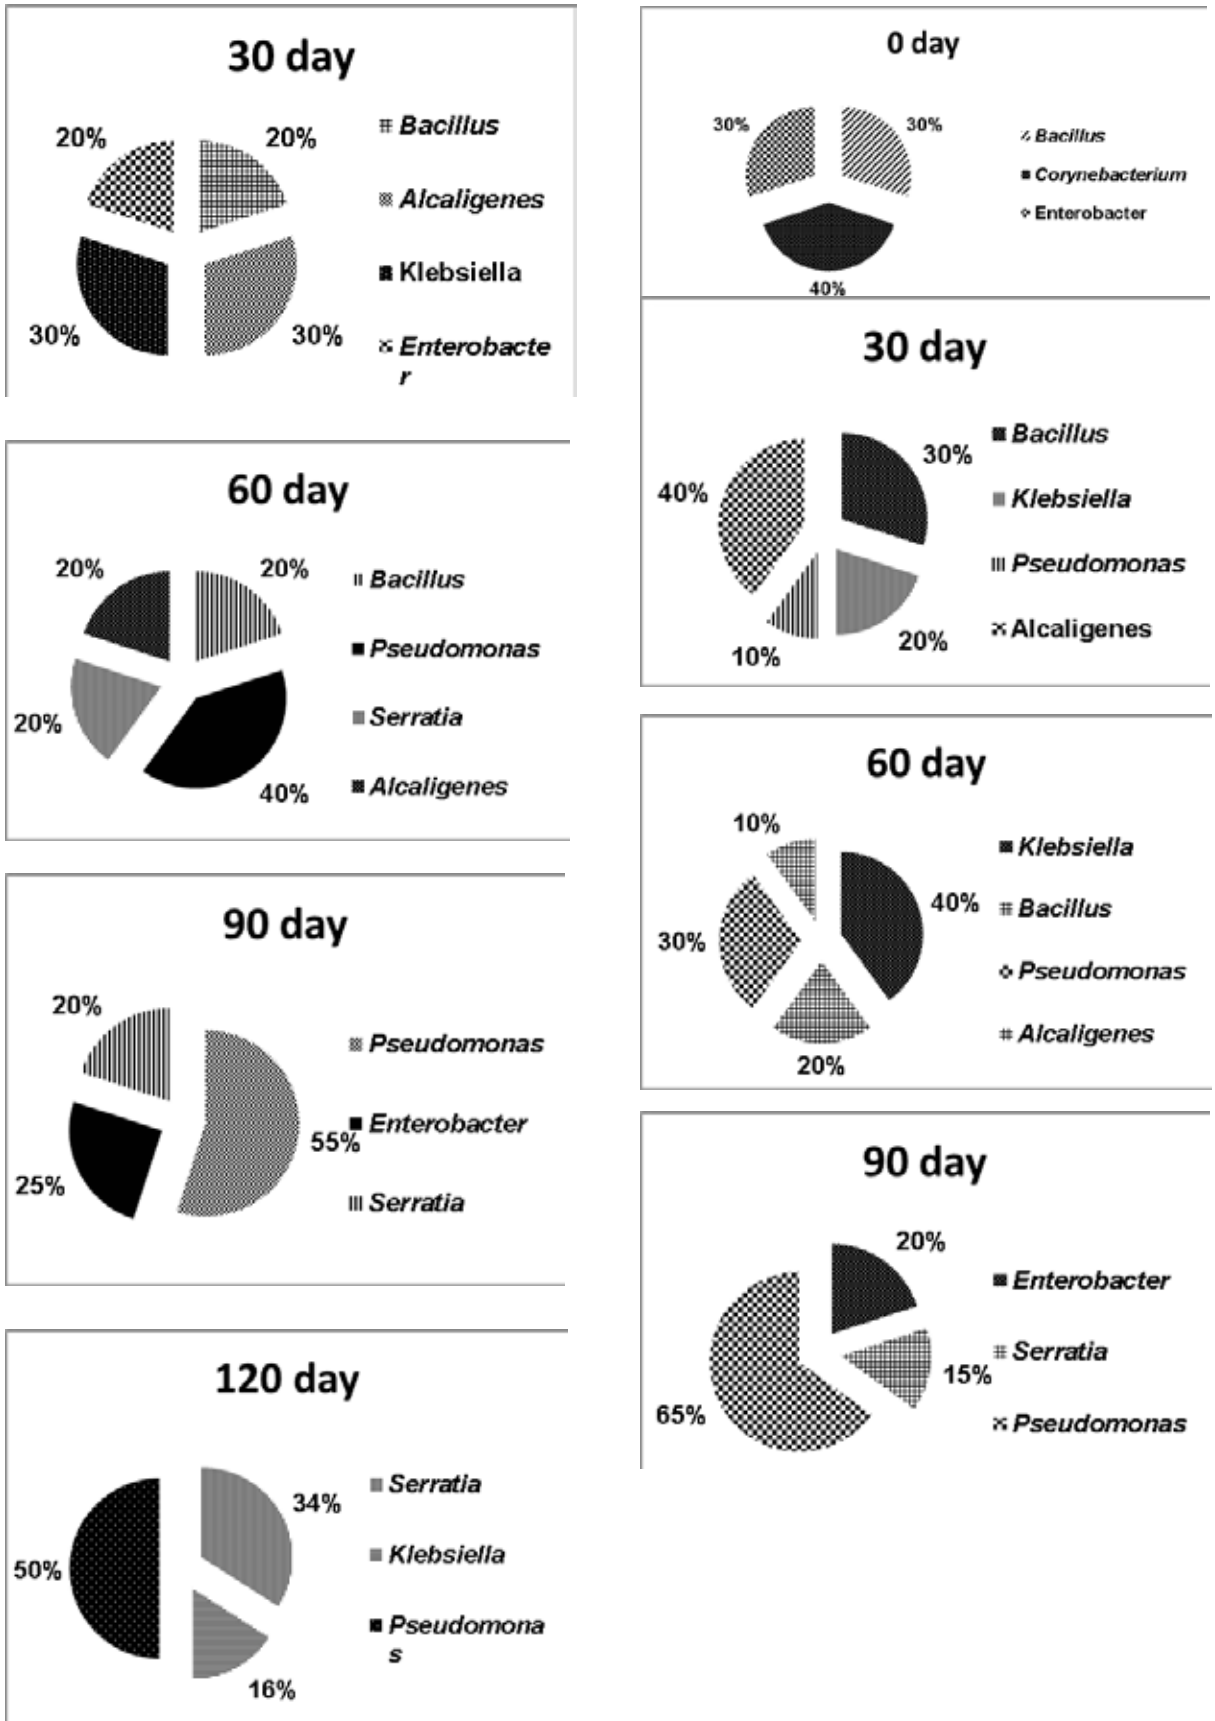 30 day
20%
20%
30%
30%
Bacillus
Alcaligenes
Klebsiella
Enterobacte
r
60 day
20%
20%
20%
40%
Bacillus
Pseudomonas
Serratia
Alcaligenes
90 day
20%
55%
25%
Pseudomonas
Enterobacter
Serratia
120 day
34%
50%
16%
Serratia
Klebsiella
Pseudomona
s
0 day
30%
30%
40%
Bacillus
Corynebacterium
Enterobacter
30 day
30%
40%
20%
10%
Bacillus
Klebsiella
Pseudomonas
Alcaligenes
60 day
10%
40%
30%
20%
Klebsiella
Bacillus
Pseudomonas
Alcaligenes
90 day
20%
15%
65%
Enterobacter
Serratia
Pseudomonas